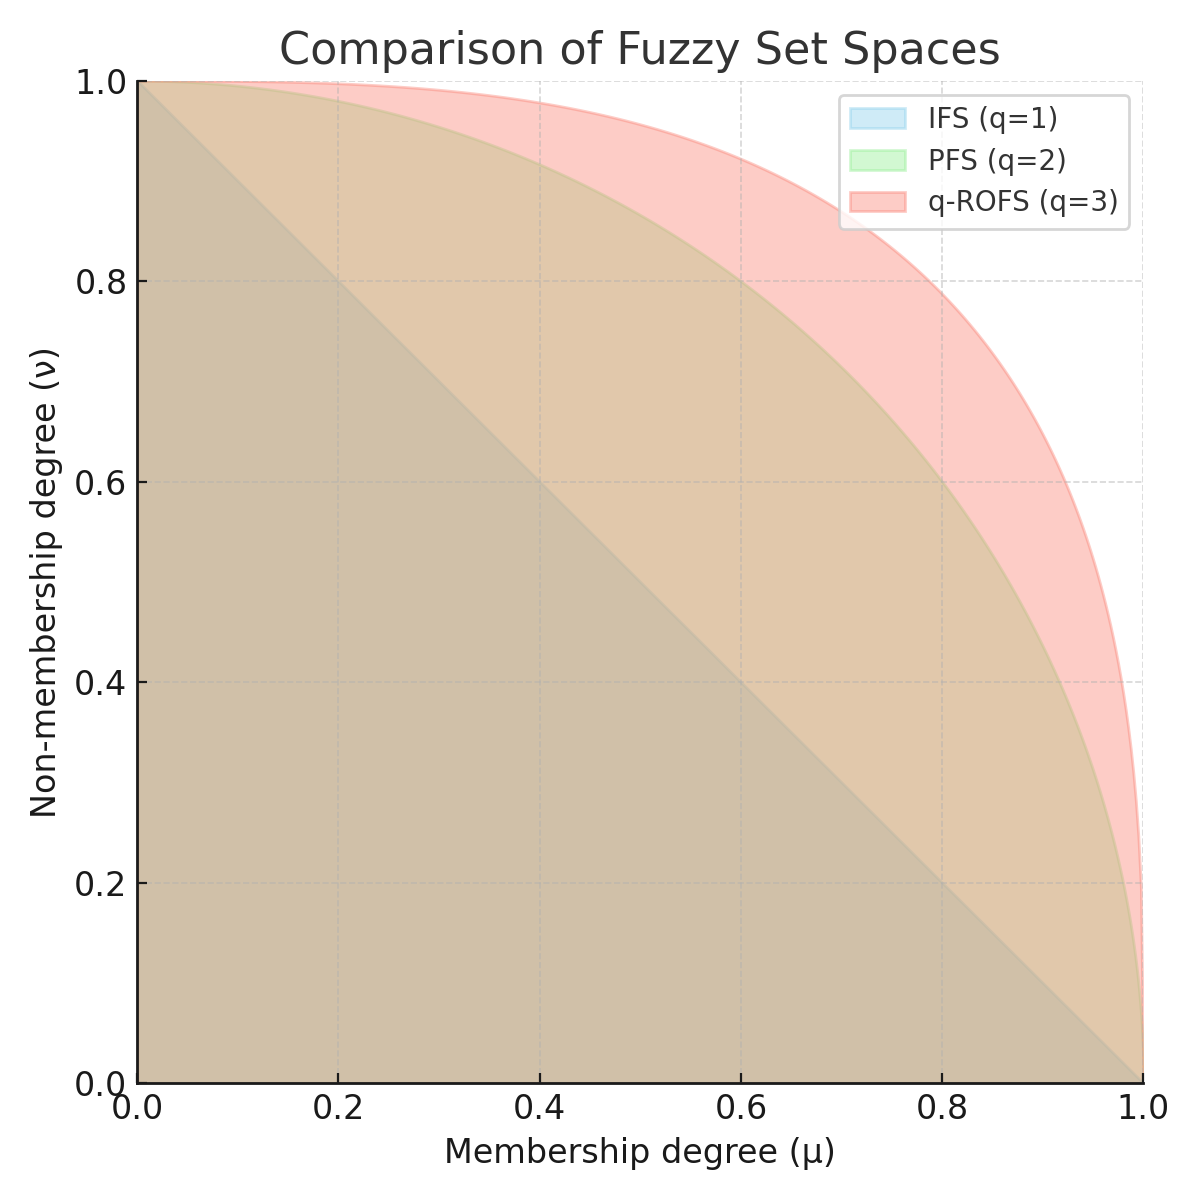 Comparison of Fuzzy Set Spaces
IFS (q=1)
PFS (q=2)
q-ROFS (q=3)
Non-membership degree (ν)
1.0
0.8
0.6
0.4
0.2
0.0
0.0 0.2 0.4 0.6 0.8 1.0
Membership degree (μ)